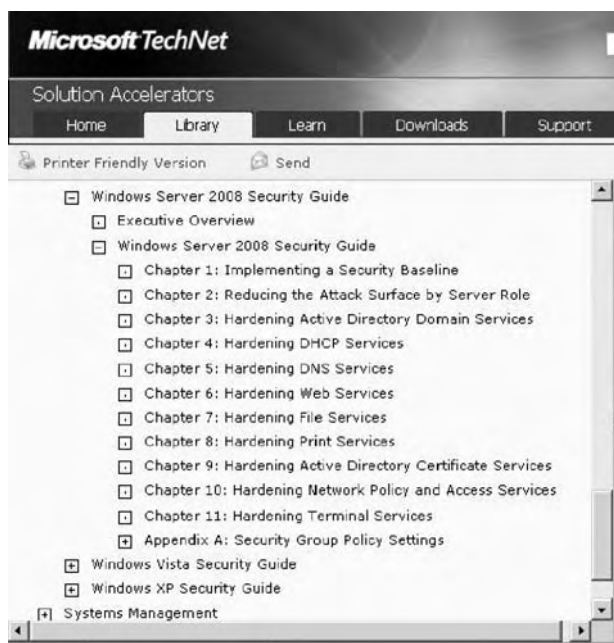 Microsoft TechNet
Solution Accelerators
Home Library Learn Downloads Support
Printer Friendly Version Send
Windows Server 2008 Security Guide
Executive Overview
Windows Server 2008 Security Guide
Chapter 1: Implementing a Security Baseline
Chapter 2: Reducing the Attack Surface by Server Role
Chapter 3: Hardening Active Directory Domain Services
Chapter 4: Hardening DHCP Services
Chapter 5: Hardening DNS Services
Chapter 6: Hardening Web Services
Chapter 7: Hardening File Services
Chapter 8: Hardening Print Services
Chapter 9: Hardening Active Directory Certificate Services
Chapter 10: Hardening Network Policy and Access Services
Chapter 11: Hardening Terminal Services
Appendix A: Security Group Policy Settings
Windows Vista Security Guide
Windows XP Security Guide
Systems Management